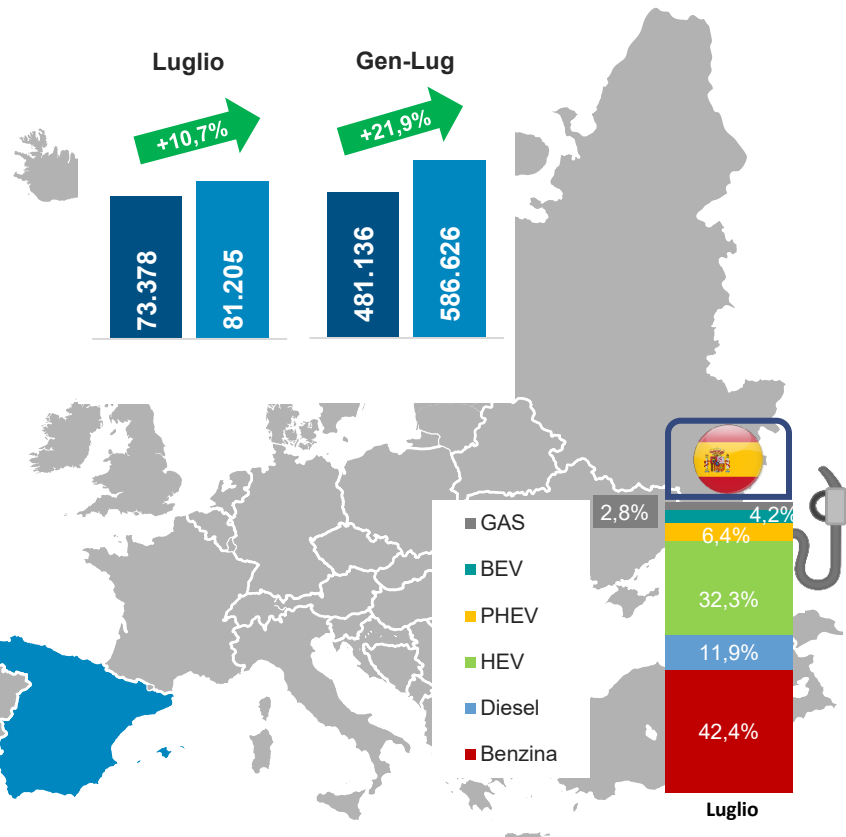 Luglio
Gen-Lug
+10,7%
+21,9%
73.378
81.205
481.136
586.626
GAS
BEV
PHEV
HEV
Diesel
Benzina
2,8%
4,2%
6,4%
32,3%
11,9%
42,4%
Luglio